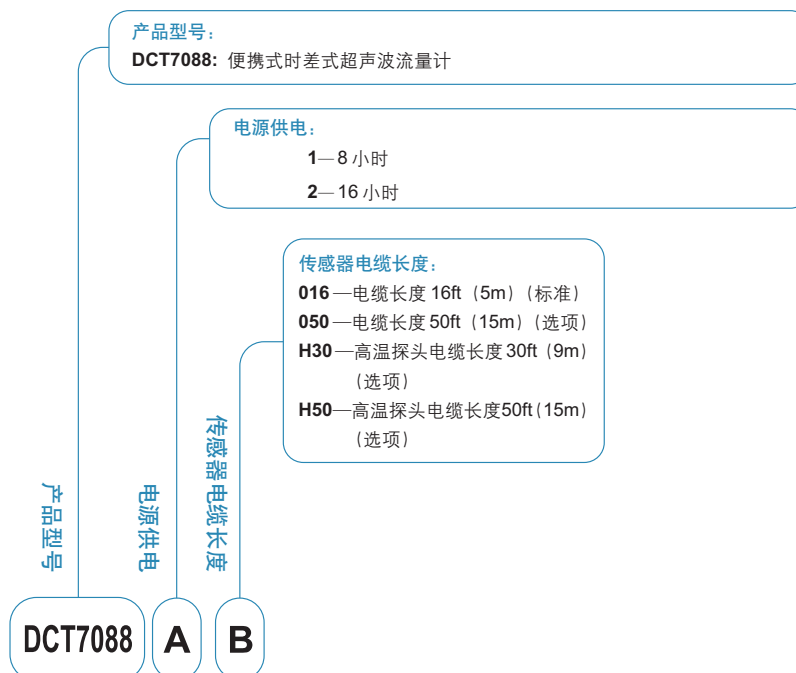 产品型号：
DCT7088: 便携式时差式超声波流量计
电源供电：
1—8 小时
2—16 小时
传感器电缆长度：
016—电缆长度 16ft（5m）（标准）
050—电缆长度 50ft（15m）（选项）
H30—高温探头电缆长度 30ft（9m）
（选项）
H50—高温探头电缆长度50ft（15m）
（选项）
产品型号
电源供电
传感器电缆长度
DCT7088
A
B